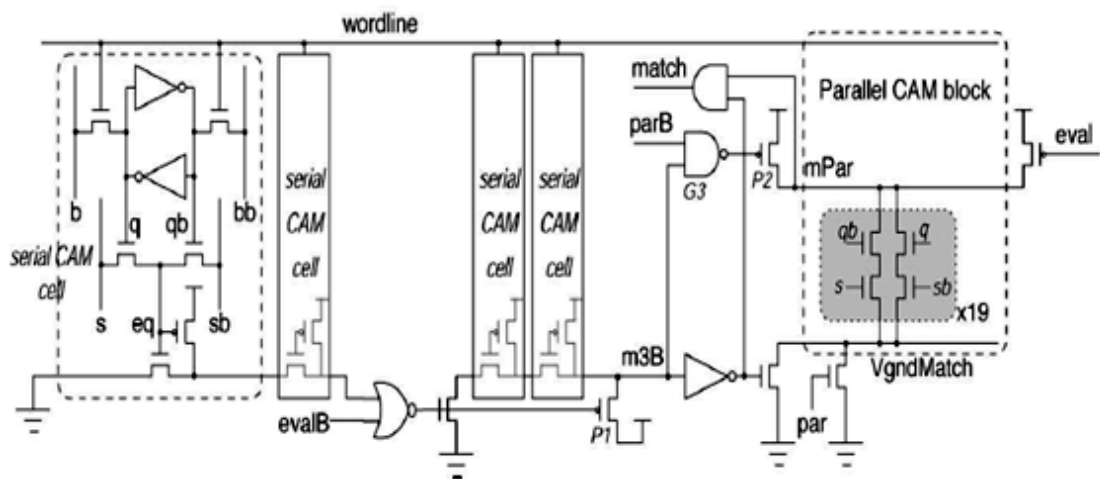 wordline
match
Parallel CAM block
parB
eval
mPar
G3
P2
serial
CAM
cell
serial
CAM
cell
serial
CAM
cell
b
q
qb
bb
serial CAM
cell
qb
q
s
sb
x19
s
eq
sb
m3B
VgndMatch
evalB
P1
par